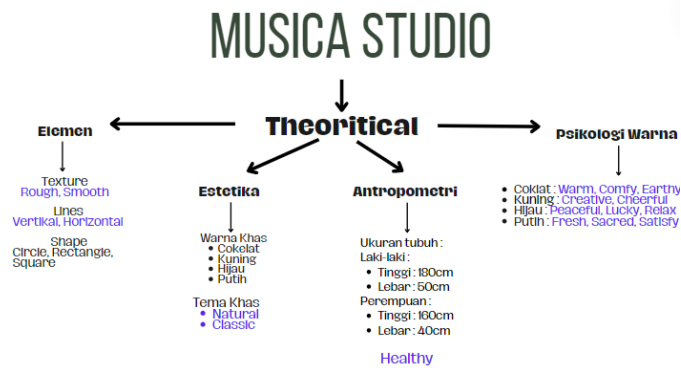 MUSICA STUDIO
Theoritical
Elemen
Texture
Rough, Smooth
Lines
Vertikal, Horizontal
Shape
Circle, Rectangle,
Square
Estetika
Warna Khas
• Cokelat
• Kuning
• Hijau
• Putih
Tema Khas
• Natural
• Classic
Antropometri
Ukuran tubuh :
Laki-laki :
• Tinggi : 180cm
• Lebar : 50cm
Perempuan :
• Tinggi : 160cm
• Lebar : 40cm
Healthy
Psikologi Warna
• Coklat : Warm, Comfy, Earthy
• Kuning : Creative, Cheerful
• Hijau : Peaceful, Lucky, Relax
• Putih : Fresh, Sacred, Satisfy